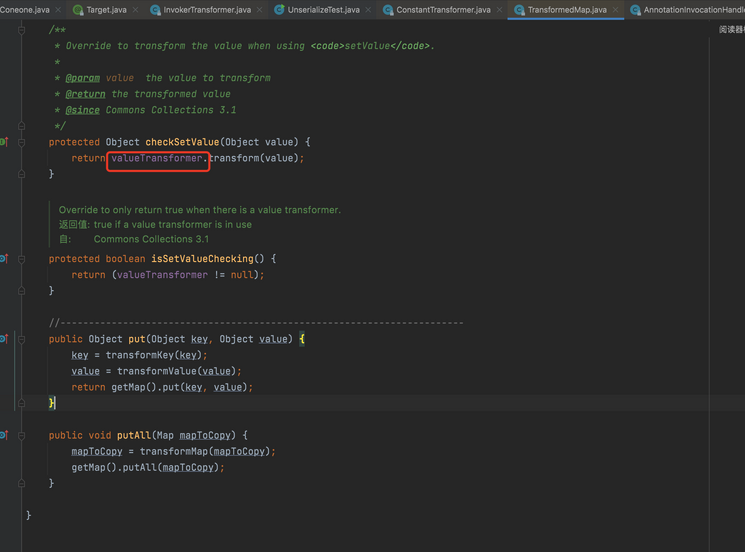 Coneone.java Target.java InvokerTransformer.java UnserializeTest.java ConstantTransformer.java TransformedMap.java AnnotationInvocationHandle
阅读器
/**
* Override to transform the value when using <code>setValue</code>.
*
* @param value  the value to transform
* @return the transformed value
* @since Commons Collections 3.1
*/
protected Object checkSetValue(Object value) {
return valueTransformer.transform(value);
}
Override to only return true when there is a value transformer.
返回值: true if a value transformer is in use
自: Commons Collections 3.1
protected boolean isSetValueChecking() {
return (valueTransformer != null);
}
//-----------------------------------------------------------------------
public Object put(Object key, Object value) {
key = transformKey(key);
value = transformValue(value);
return getMap().put(key, value);
}
public void putAll(Map mapToCopy) {
mapToCopy = transformMap(mapToCopy);
getMap().putAll(mapToCopy);
}
}